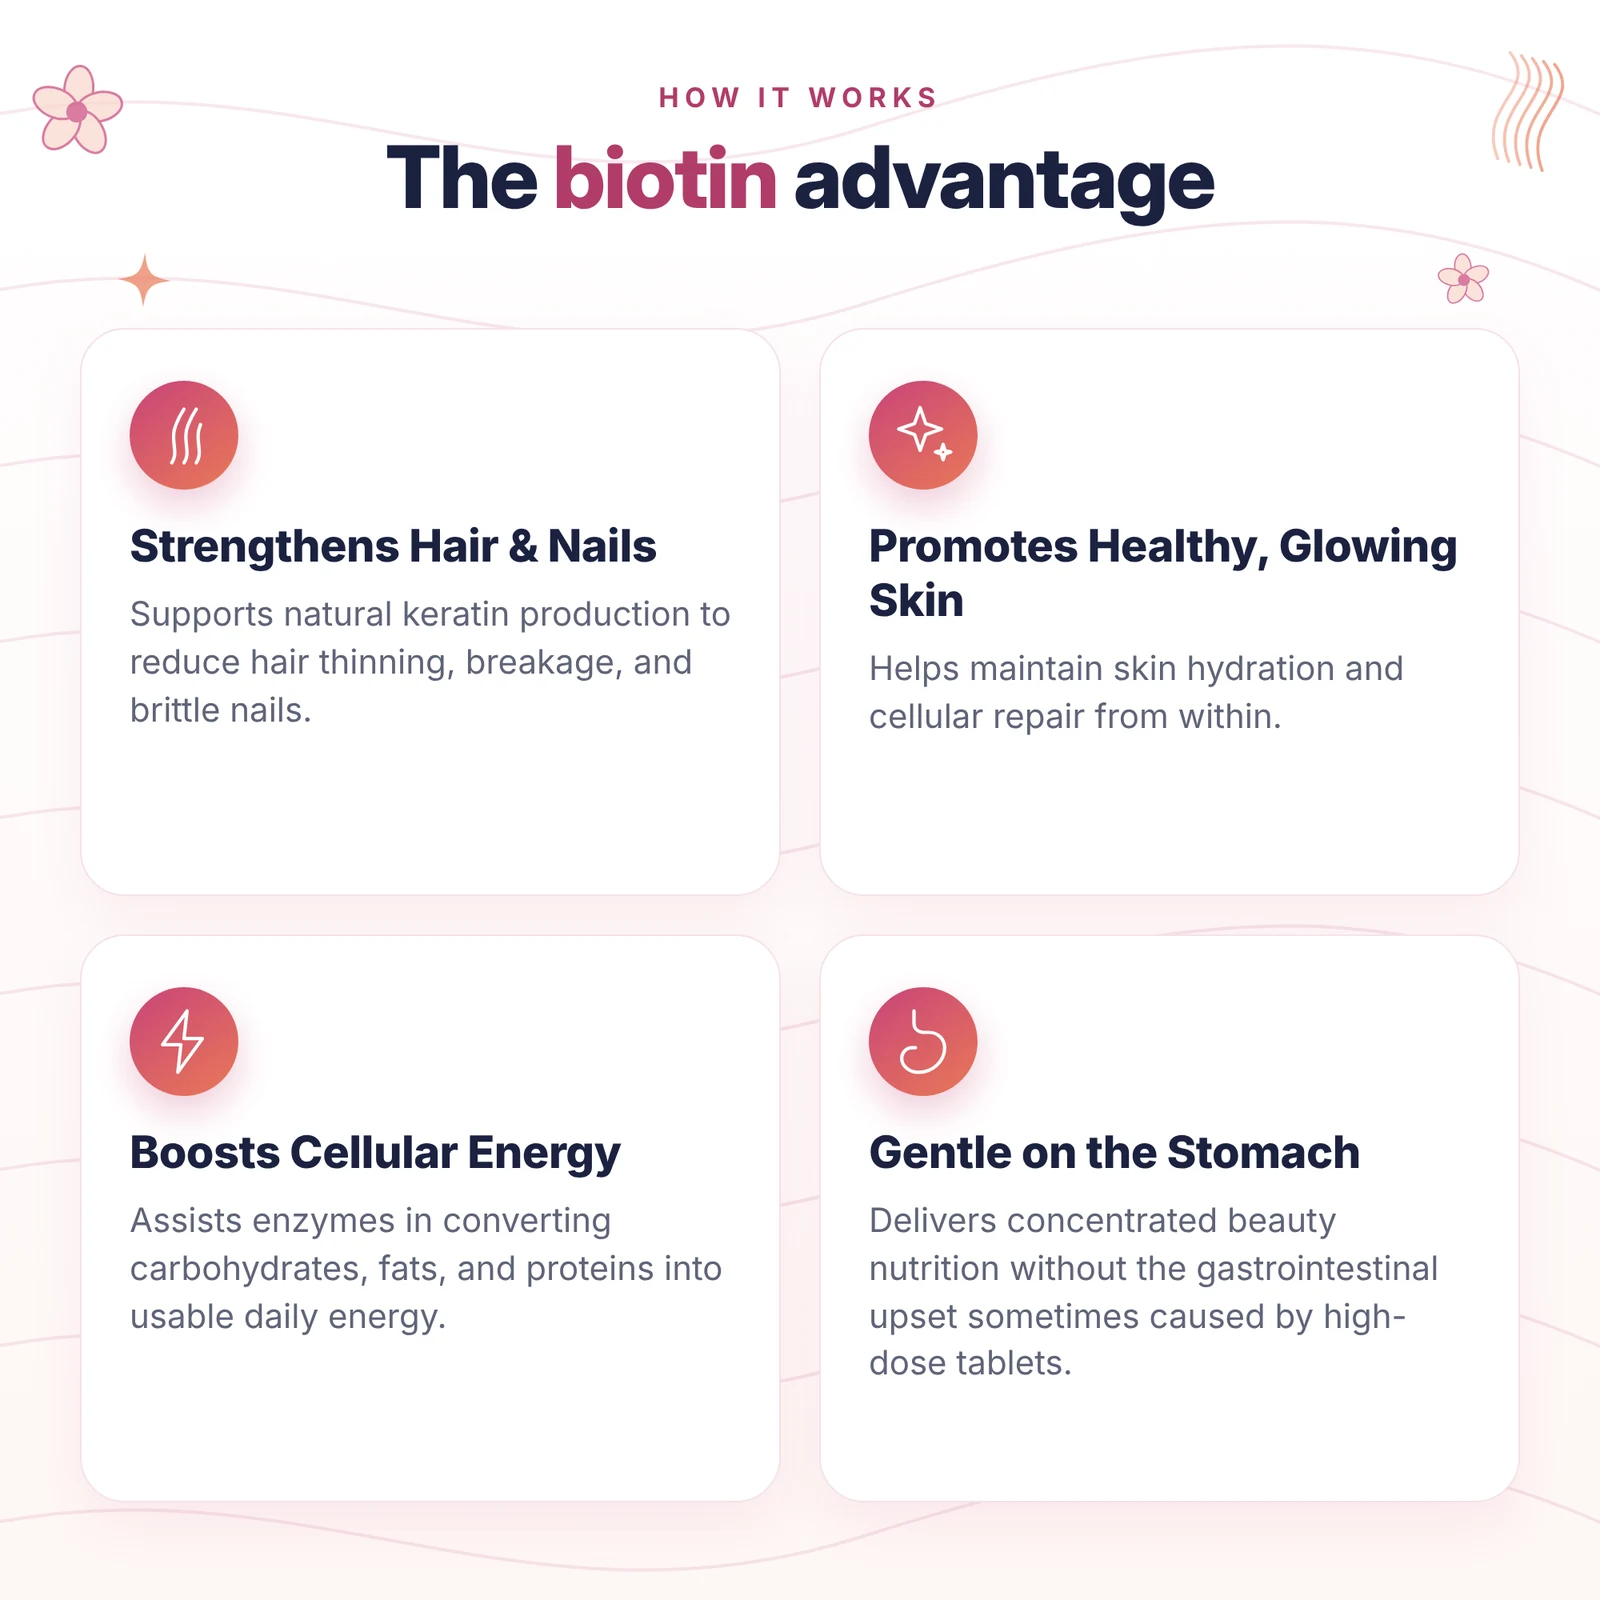 HOW IT WORKS
The biotin advantage
Strengthens Hair & Nails
Supports natural keratin production to
reduce hair thinning, breakage, and
brittle nails.
Promotes Healthy, Glowing
Skin
Helps maintain skin hydration and
cellular repair from within.
Boosts Cellular Energy
Assists enzymes in converting
carbohydrates, fats, and proteins into
usable daily energy.
Gentle on the Stomach
Delivers concentrated beauty
nutrition without the gastrointestinal
upset sometimes caused by high-
dose tablets.